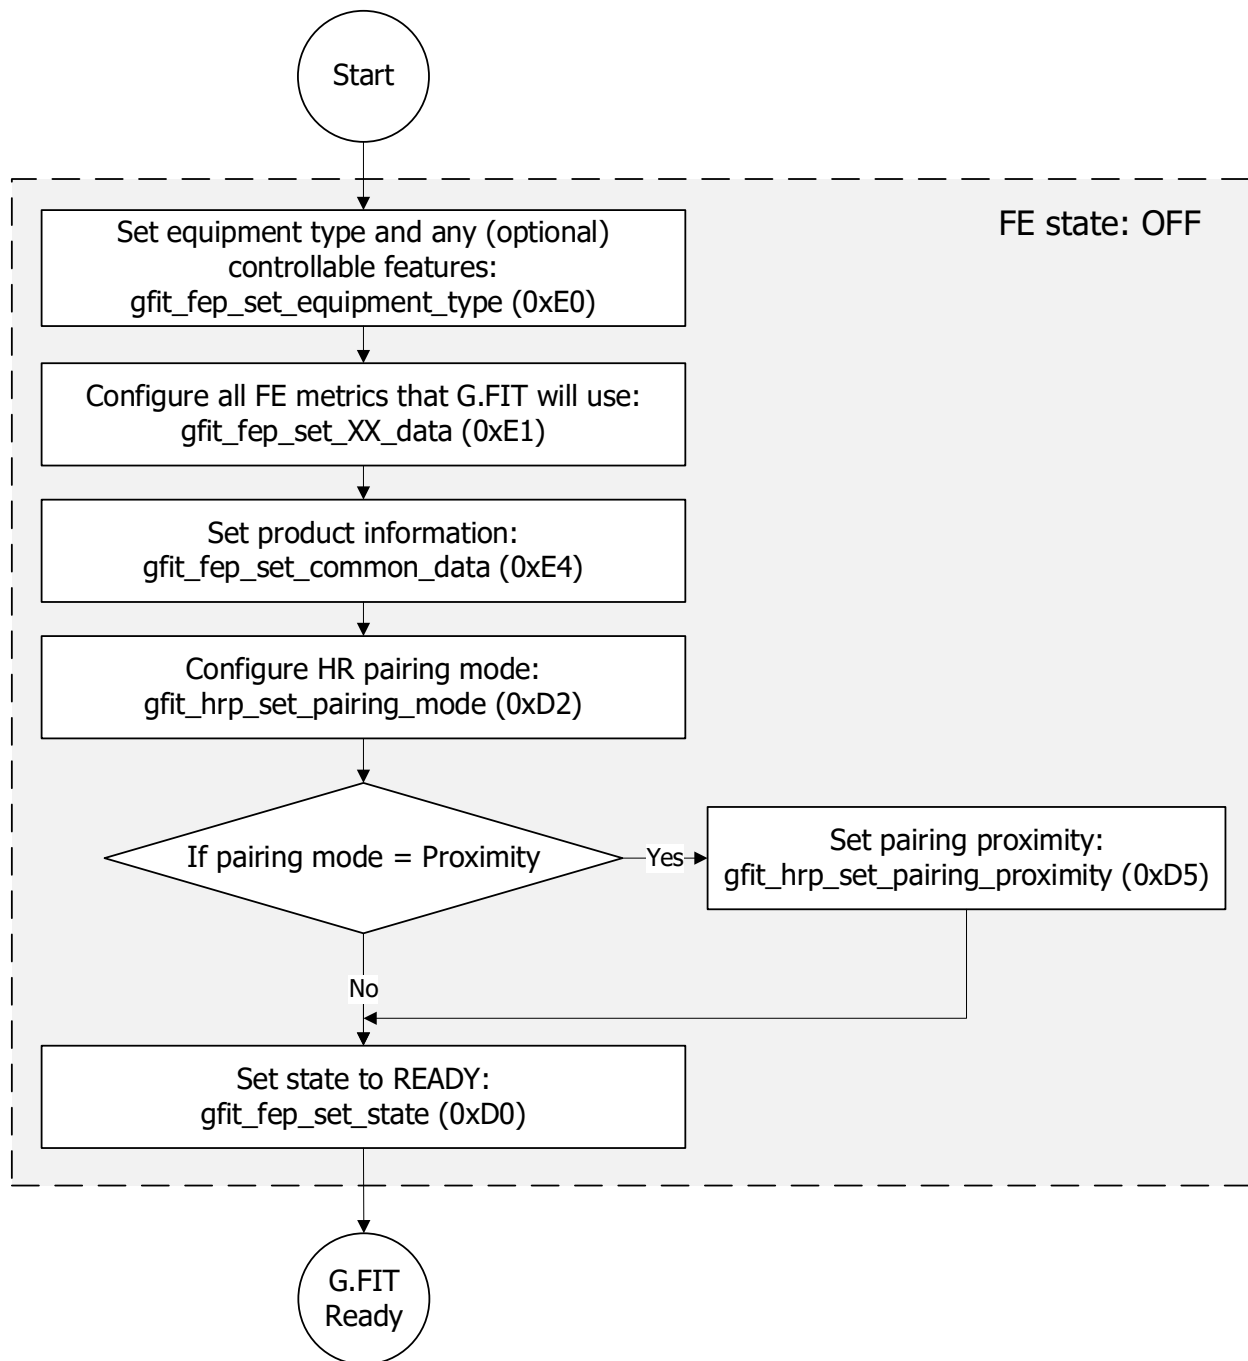 Start
FE state: OFF
Set equipment type and any (optional)
controllable features:
gfit_fep_set_equipment_type (0xE0)
Configure all FE metrics that G.FIT will use:
gfit_fep_set_XX_data (0xE1)
Set product information:
gfit_fep_set_common_data (0xE4)
Configure HR pairing mode:
gfit_hrp_set_pairing_mode (0xD2)
If pairing mode = Proximity
Yes
Set pairing proximity:
gfit_hrp_set_pairing_proximity (0xD5)
No
Set state to READY:
gfit_fep_set_state (0xD0)
G.FIT
Ready